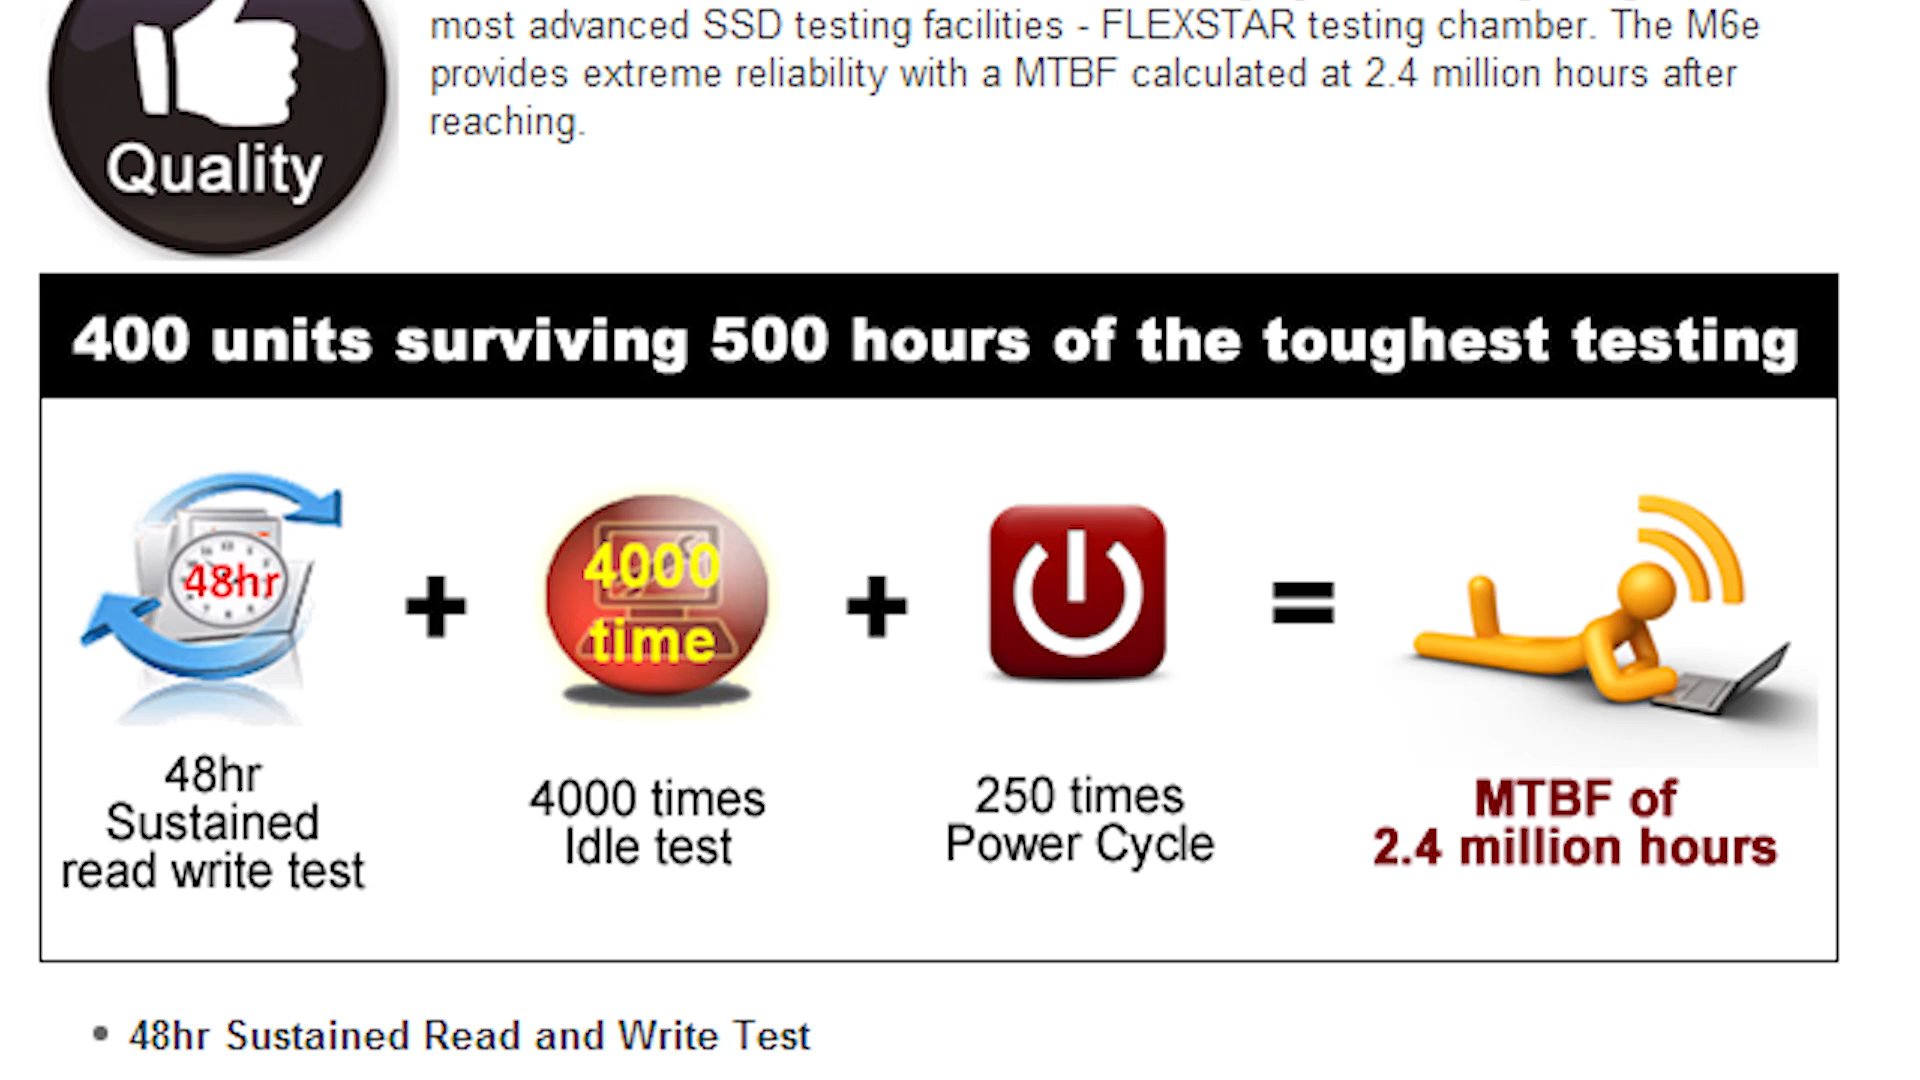 most advanced SSD testing facilities - FLEXSTAR testing chamber. The M6e
provides extreme reliability with a MTBF calculated at 2.4 million hours after
reaching.
Quality
400 units surviving 500 hours of the toughest testing
48hr
4000
time
48hr
Sustained
read write test
4000 times
Idle test
250 times
Power Cycle
MTBF of
2.4 million hours
48hr Sustained Read and Write Test